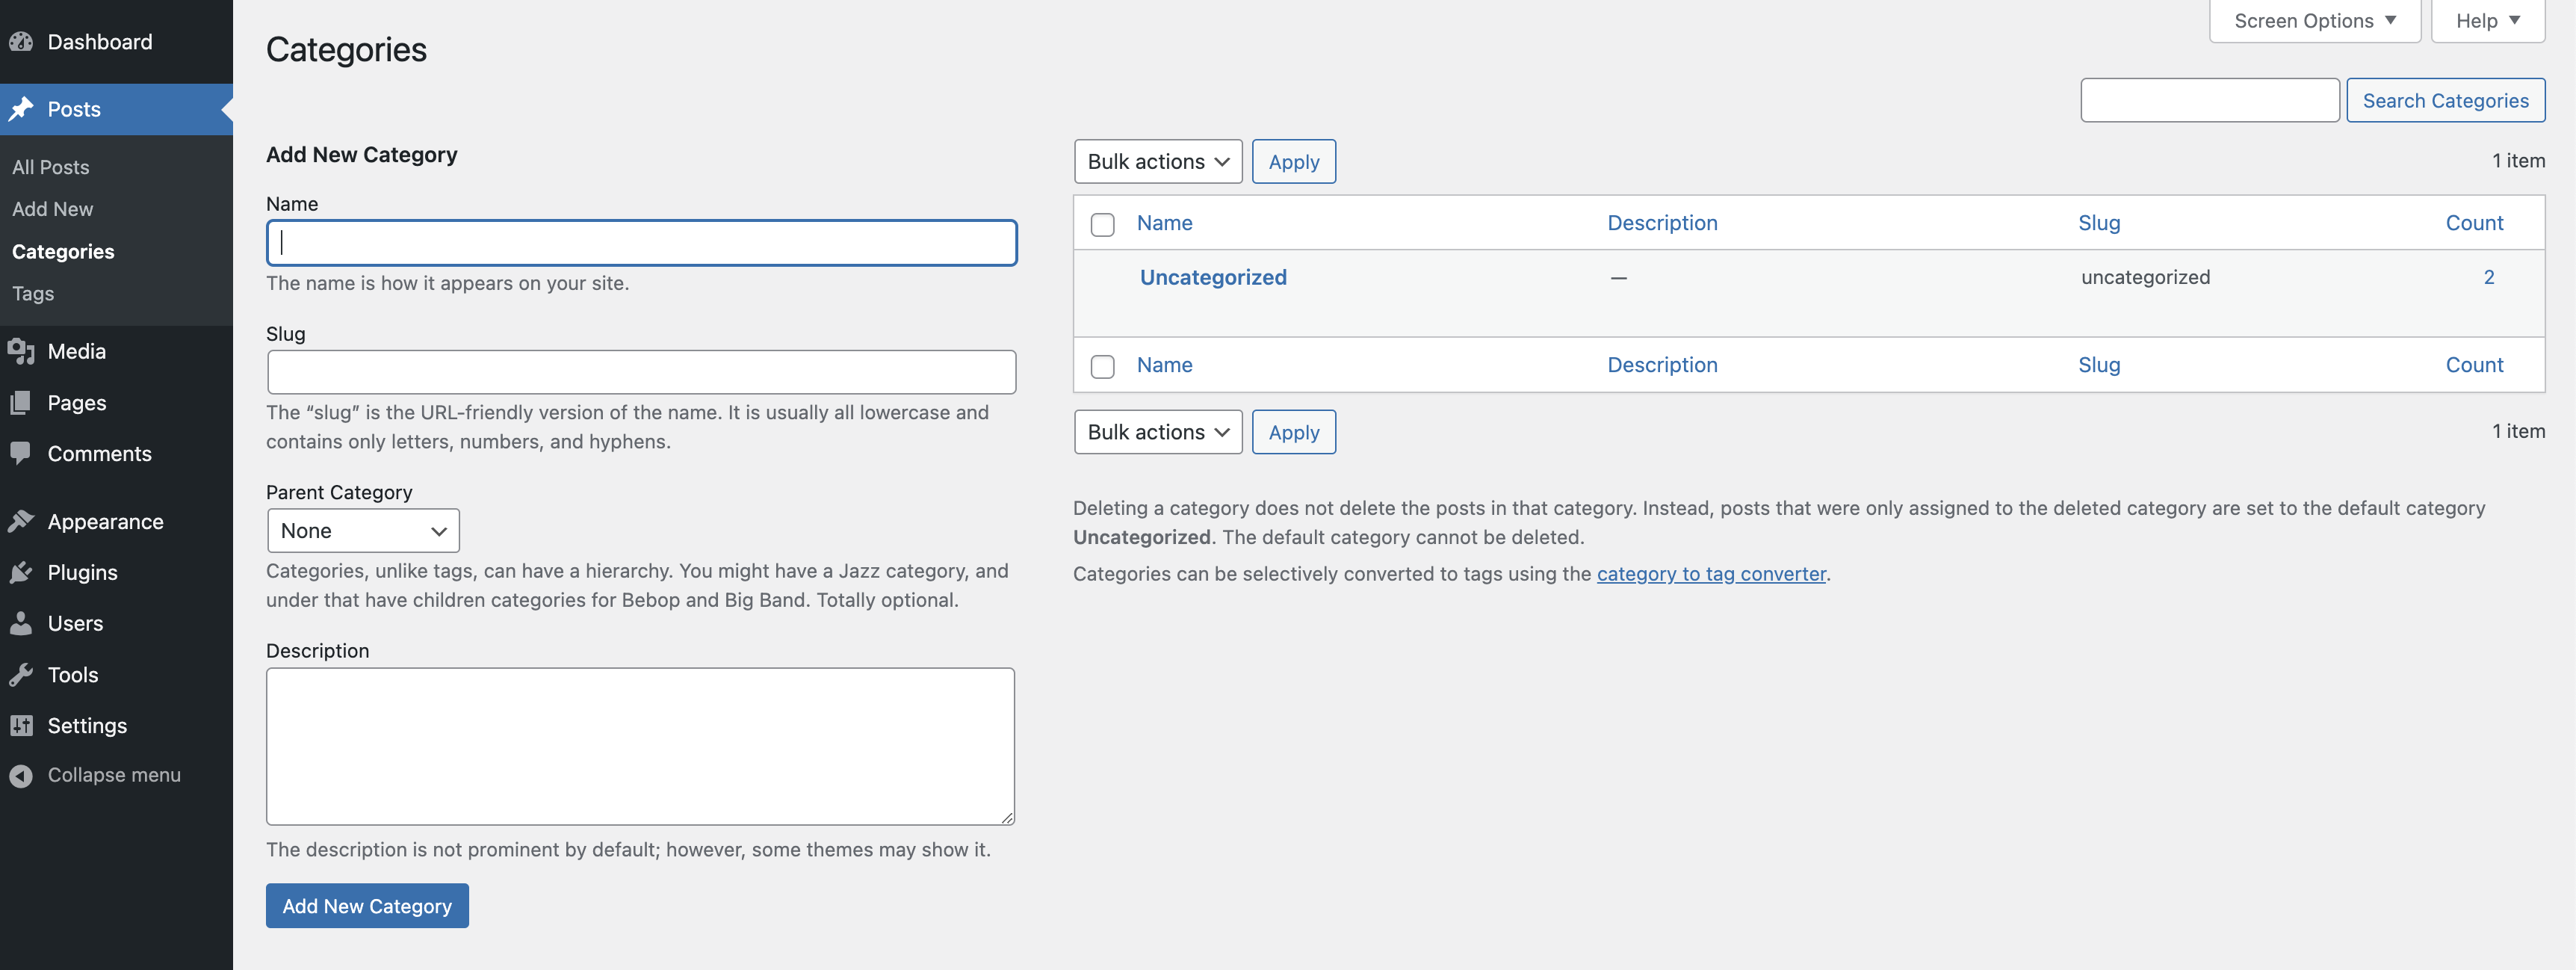 Dashboard
Posts
All Posts
Add New
Categories
Tags
Media
Pages
Comments
Appearance
Plugins
Users
Tools
Settings
Collapse menu
Screen Options
Help
Categories
Search Categories
Add New Category
Name
The name is how it appears on your site.
Slug
The “slug” is the URL-friendly version of the name. It is usually all lowercase and
contains only letters, numbers, and hyphens.
Parent Category
None
Categories, unlike tags, can have a hierarchy. You might have a Jazz category, and
under that have children categories for Bebop and Big Band. Totally optional.
Description
The description is not prominent by default; however, some themes may show it.
Add New Category
Bulk actions Apply 1 item
Name Description Slug Count
Uncategorized — uncategorized 2
Name Description Slug Count
Bulk actions Apply 1 item
Deleting a category does not delete the posts in that category. Instead, posts that were only assigned to the deleted category are set to the default category
Uncategorized. The default category cannot be deleted.
Categories can be selectively converted to tags using the category to tag converter.